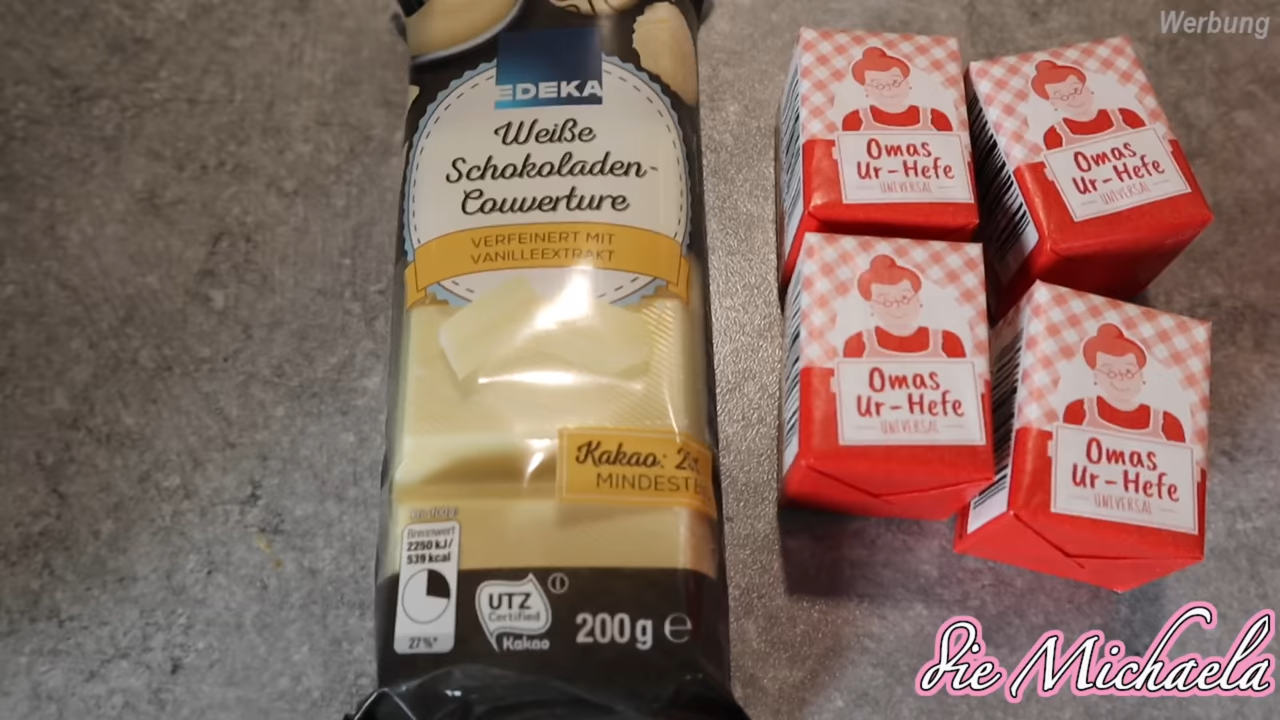 Werbung
EDEKA
Weiße
Schokoladen-
Couverture
VERFEINERT MIT
VANILLEEXTRAKT
Kakao:
Brennwert
2250 kJ/
539 kcal
27%*
UTZ
Certified
Kakao
200g e
Omas
Ur-Hefe
UNIVERSAL
Omas
Ur-Hefe
UNIVERSAL
Omas
Ur-Hefe
UNIVERSAL
Omas
Ur-Hefe
UNIVERSAL
Die Michaela